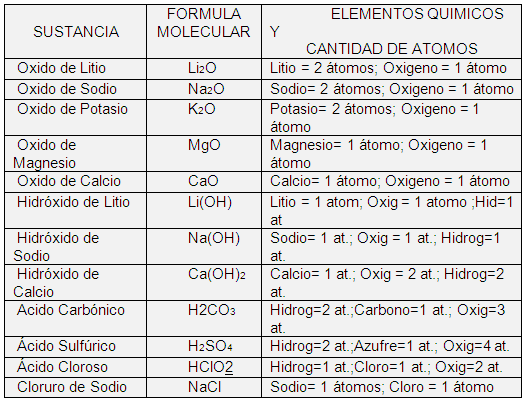 SUSTANCIA
FORMULA
MOLECULAR
ELEMENTOS QUIMICOS
Y
CANTIDAD DE ATOMOS
Oxido de Litio Li₂O Litio = 2 átomos; Oxigeno = 1 átomo
Oxido de Sodio Na₂O Sodio= 2 átomos; Oxigeno = 1 átomo
Oxido de Potasio K₂O Potasio= 2 átomos; Oxigeno = 1
átomo
Oxido de
Magnesio MgO Magnesio= 1 átomo; Oxigeno = 1
átomo
Oxido de Calcio CaO Calcio= 1 átomo; Oxigeno = 1 átomo
Hidróxido de Litio Li(OH) Litio = 1 atom; Oxig = 1 atomo ;Hid=1
at
Hidróxido de
Sodio Na(OH) Sodio= 1 at.; Oxig = 1 at.; Hidrog=1
at.
Hidróxido de
Calcio Ca(OH)₂ Calcio= 1 at.; Oxig = 2 at.; Hidrog=2
at.
Acido Carbónico H2CO₃ Hidrog=2 at.;Carbono=1 at.; Oxig=3
at.
Ácido Sulfúrico H₂SO₄ Hidrog=2 at.;Azufre=1 at.; Oxig=4 at.
Ácido Cloroso HClO2 Hidrog=1 at.;Cloro=1 at.; Oxig=2 at.
Cloruro de Sodio NaCl Sodio= 1 átomos; Cloro = 1 átomo